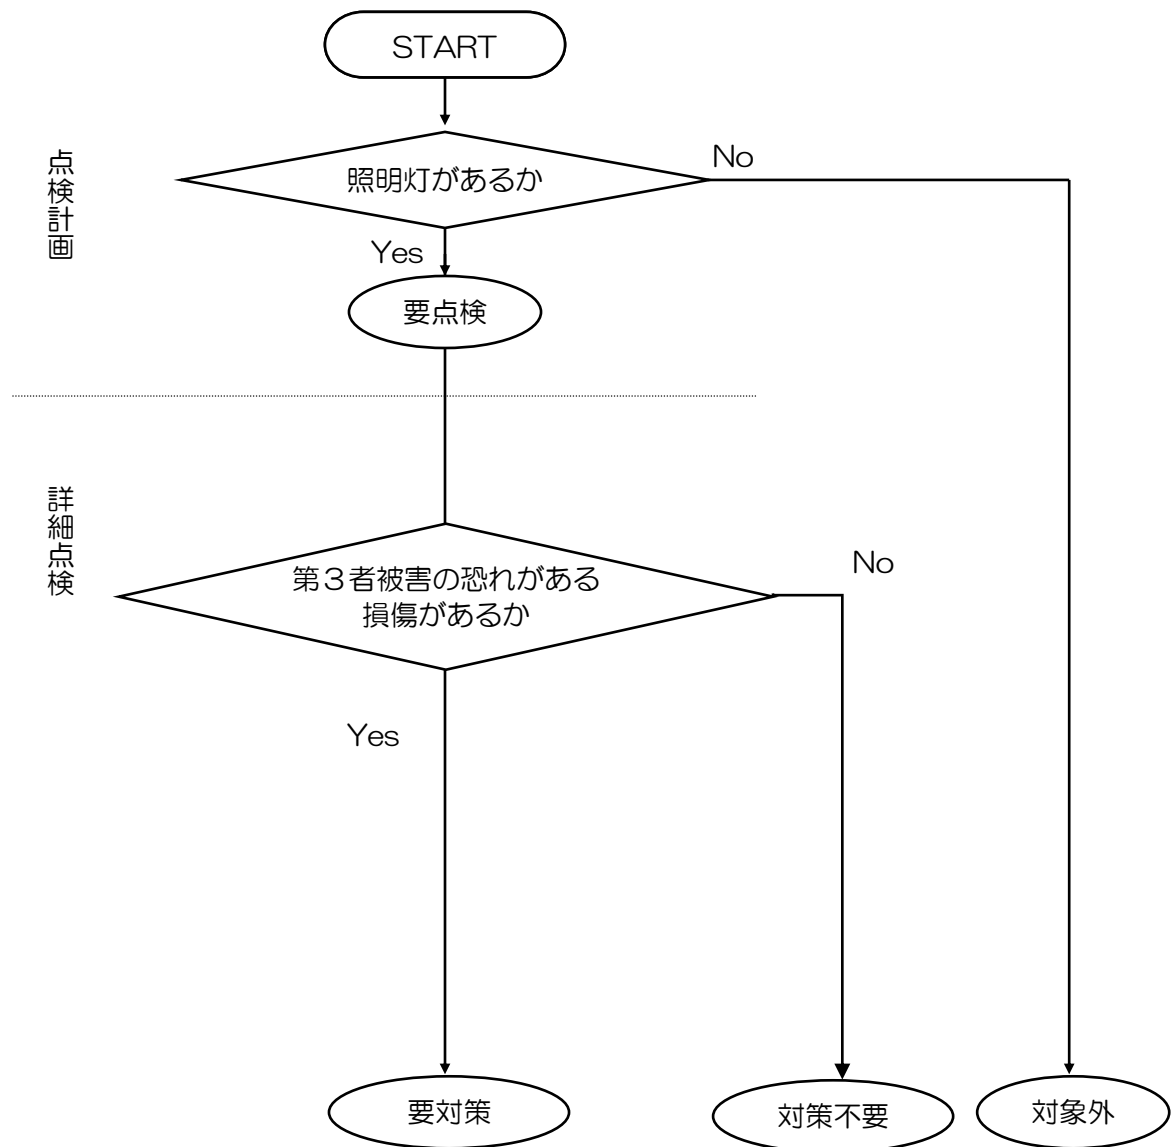 START
点検計画
照明灯があるか
No
Yes
要点検
詳細点検
第３者被害の恐れがある
損傷があるか
No
Yes
要対策
対策不要
対象外